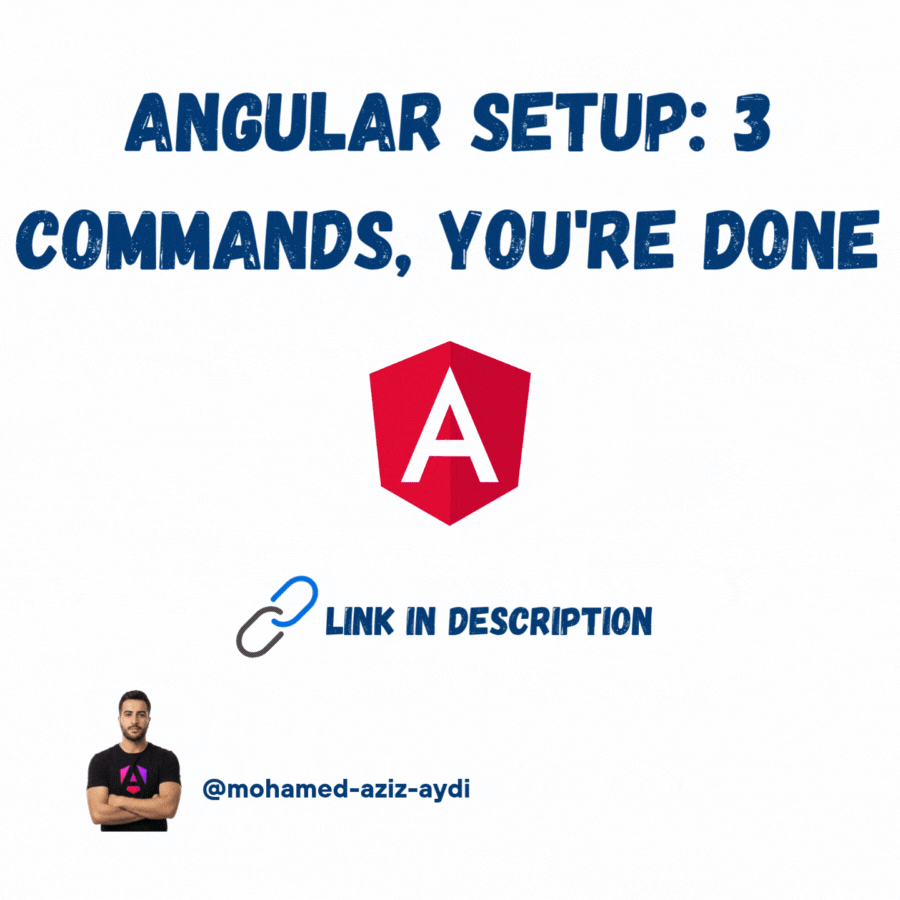 ANGULAR SETUP: 3
COMMANDS, YOU'RE DONE
A
LINK IN DESCRIPTION
@mohamed-aziz-aydi